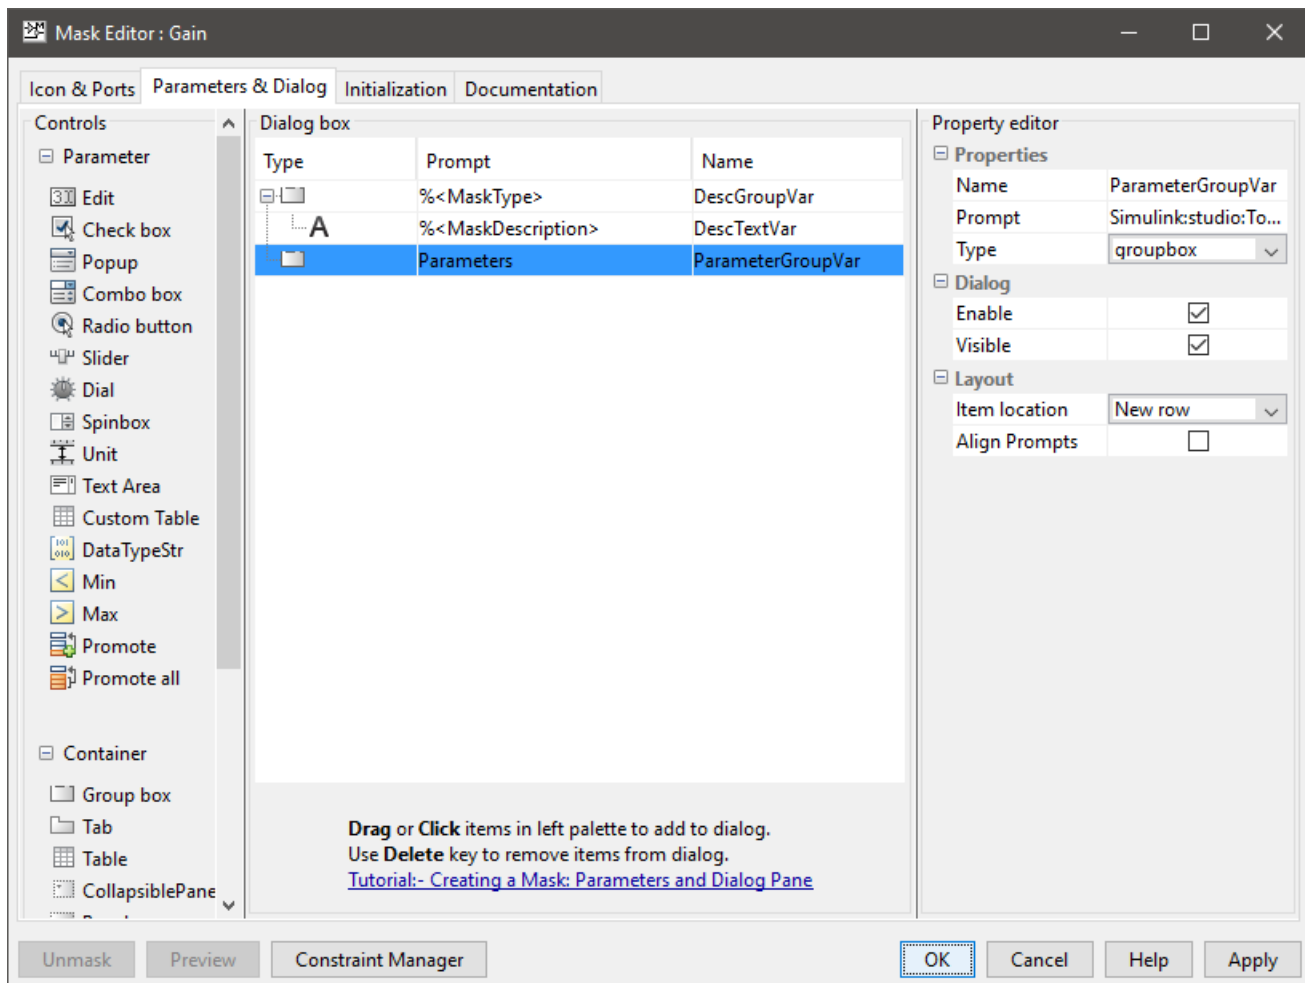 Mask Editor : Gain
Icon & Ports Parameters & Dialog Initialization Documentation
Controls
Parameter
Edit
Check box
Popup
Combo box
Radio button
Slider
Dial
Spinbox
Unit
Text Area
Custom Table
DataTypeStr
Min
Max
Promote
Promote all
Container
Group box
Tab
Table
CollapsiblePane
Dialog box
Type Prompt Name
%<MaskType> DescGroupVar
A %<MaskDescription> DescTextVar
Parameters ParameterGroupVar
Drag or Click items in left palette to add to dialog.
Use Delete key to remove items from dialog.
Tutorial:- Creating a Mask: Parameters and Dialog Pane
Property editor
Properties
Name ParameterGroupVar
Prompt Simulink:studio:To...
Type groupbox
Dialog
Enable
Visible
Layout
Item location New row
Align Prompts
Unmask Preview Constraint Manager OK Cancel Help Apply